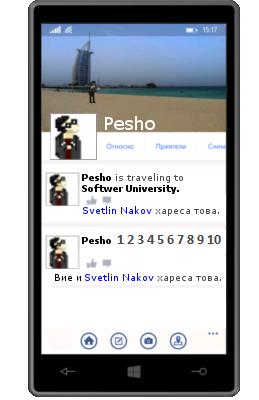 15:17
Pesho
Относно Приятели Сним
Pesho is traveling to
Softwer University.
Svetlin Nakov хареса това.
Pesho 1 2 3 4 5 6 7 8 9 10
Вие и Svetlin Nakov хареса това.